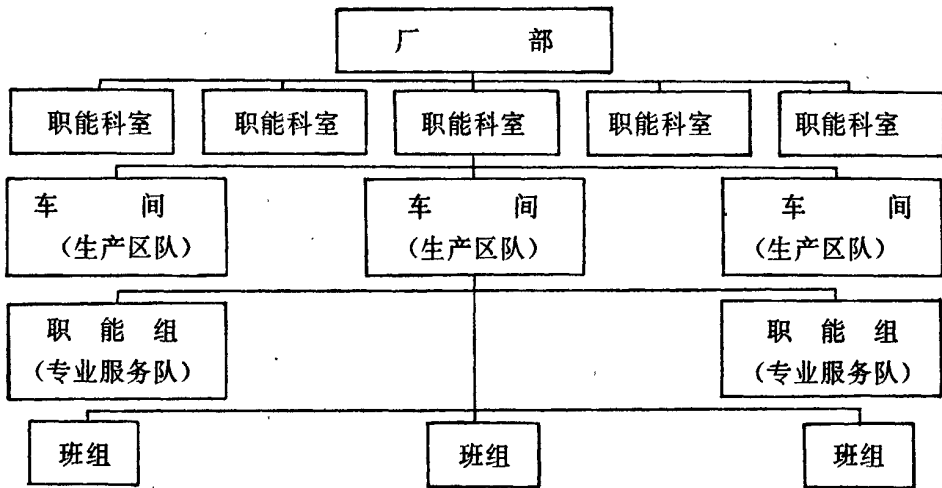 厂 部
职能科室 职能科室 职能科室 职能科室 职能科室
车 间 车 间 车 间
（生产区队） （生产区队） （生产区队）
职 能 组 职 能 组
（专业服务队） （专业服务队）
班组 班组 班组